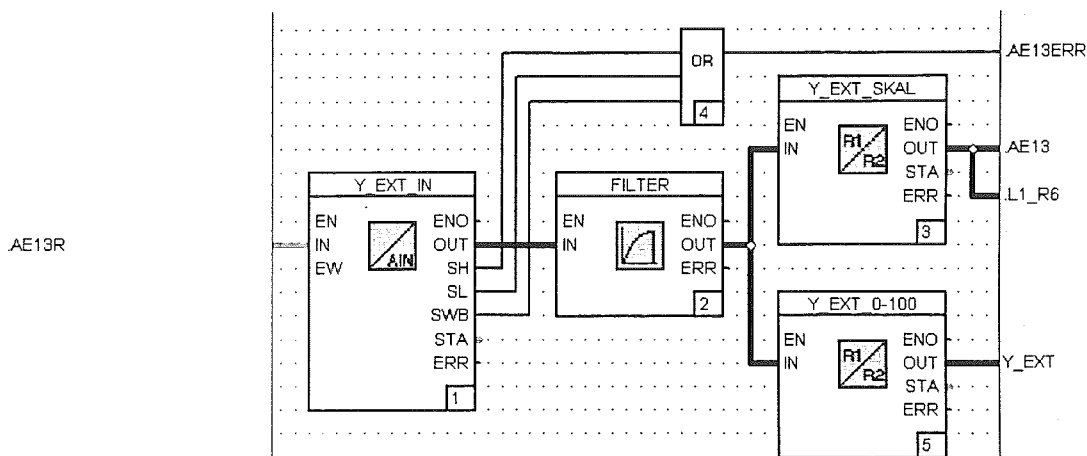 OR
4
.AE13ERR
Y_EXT_SKAL
EN
IN
R1
R2
ENO
OUT
STA
ERR
3
.AE13
.L1_R6
Y_EXT_IN
EN
IN
EW
AIN
ENO
OUT
SH
SL
SWB
STA
ERR
1
FILTER
EN
IN
ENO
OUT
ERR
2
.AE13R
Y_EXT_0-100
EN
IN
R1
R2
ENO
OUT
STA
ERR
5
Y_EXT